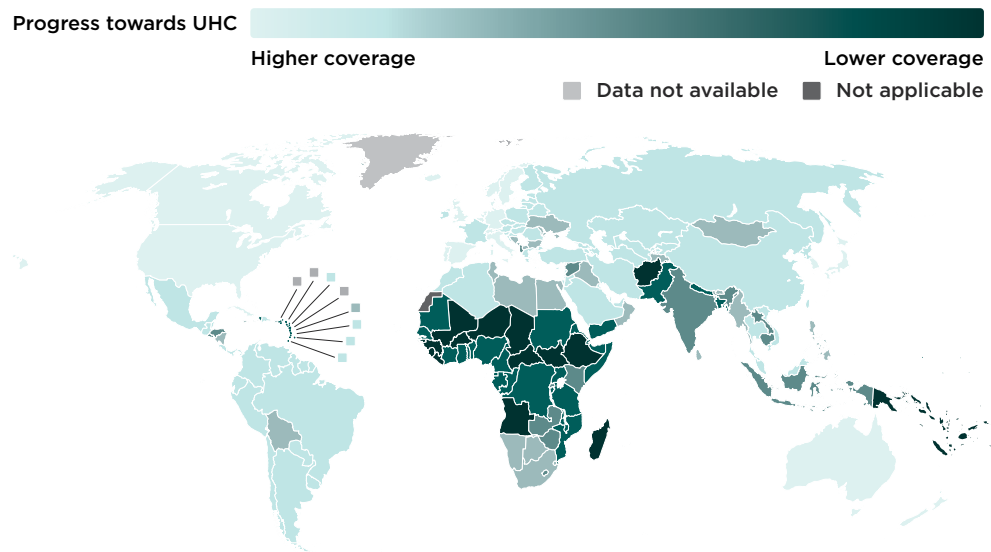 Progress towards UHC
Higher coverage
Lower coverage
Data not available
Not applicable